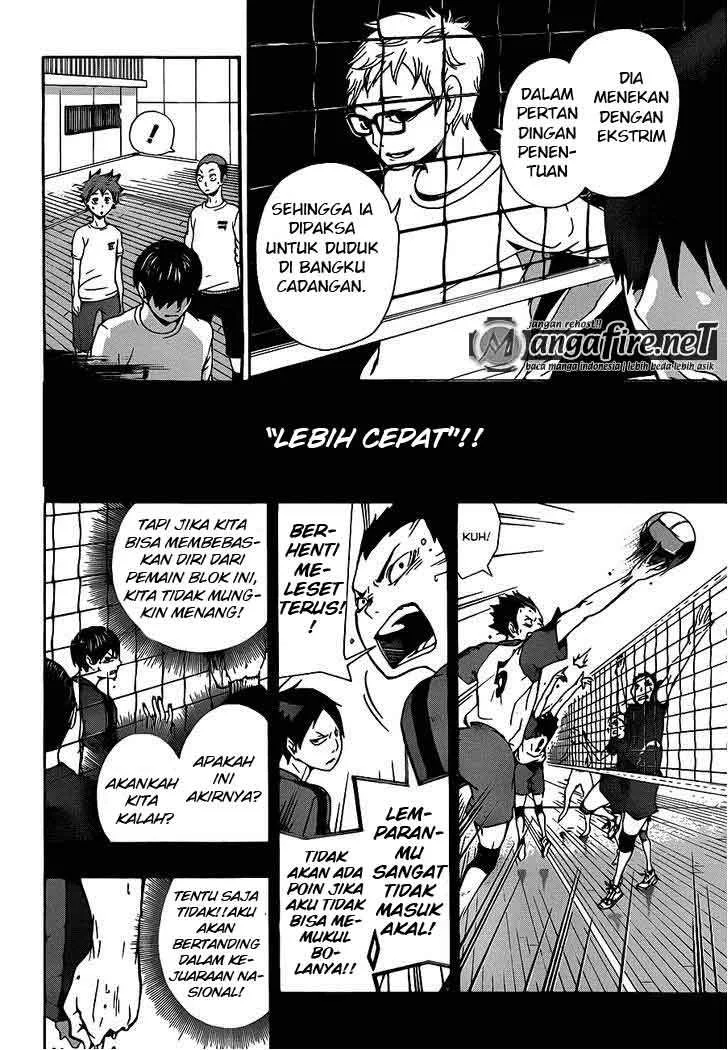 DIA
MENEKAN
DENGAN
EKSTRIM
DALAM
PERTAN
DINGAN
PENEN-
TUAN
SEHINGGA IA
DIPAKSA
UNTUK DUDUK
DI BANGKU
CADANGAN.
!
jangan rehost!!
Mangafire.neT
baca manga indonesia | lebih beda lebih asik
"LEBIH CEPAT"!!
KUH!
BER-
HENTI
ME-
LESET
TERUS!
!
LEM-
PARAN-
MU
SANGAT
TIDAK
MASUK
AKAL!
TIDAK
AKAN ADA
POIN JIKA
AKU TIDAK
BISA ME-
MUKUL BO-
LANYA!!
TAPI JIKA KITA
BISA MEMBEBAS-
KAN DIRI DARI
PEMAIN BLOK INI,
KITA TIDAK MUNG-
KIN MENANG!
APAKAH
INI
AKIRNYA?
AKANKAH
KITA
KALAH?
TENTU SAJA
TIDAK!!AKU
AKAN
BERTANDING
DALAM KE-
JUARAAN NA-
SIONAL!